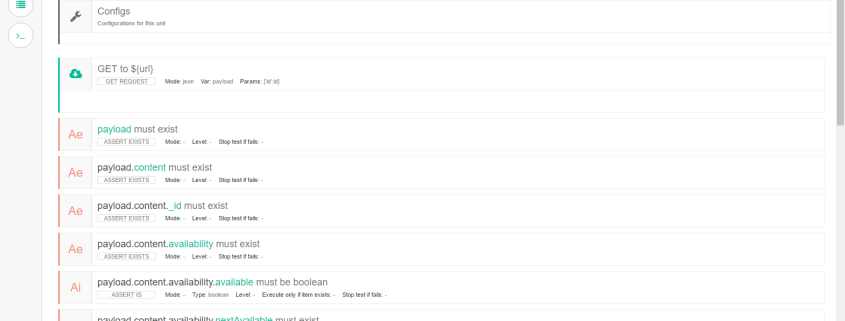 Configs
Configurations for this unit
GET to ${url}
GET REQUEST Mode: json Var: payload Params: {'id':id}
Ae payload must exist
ASSERT EXISTS Mode: - Level: - Stop test if fails: -
Ae payload.content must exist
ASSERT EXISTS Mode: - Level: - Stop test if fails: -
Ae payload.content._id must exist
ASSERT EXISTS Mode: - Level: - Stop test if fails: -
Ae payload.content.availability must exist
ASSERT EXISTS Mode: - Level: - Stop test if fails: -
Ai payload.content.availability.available must be boolean
ASSERT IS Mode: - Type: boolean Level: - Execute only if item exists: - Stop test if fails: -
payload.content.availability.nextAvailable must exist